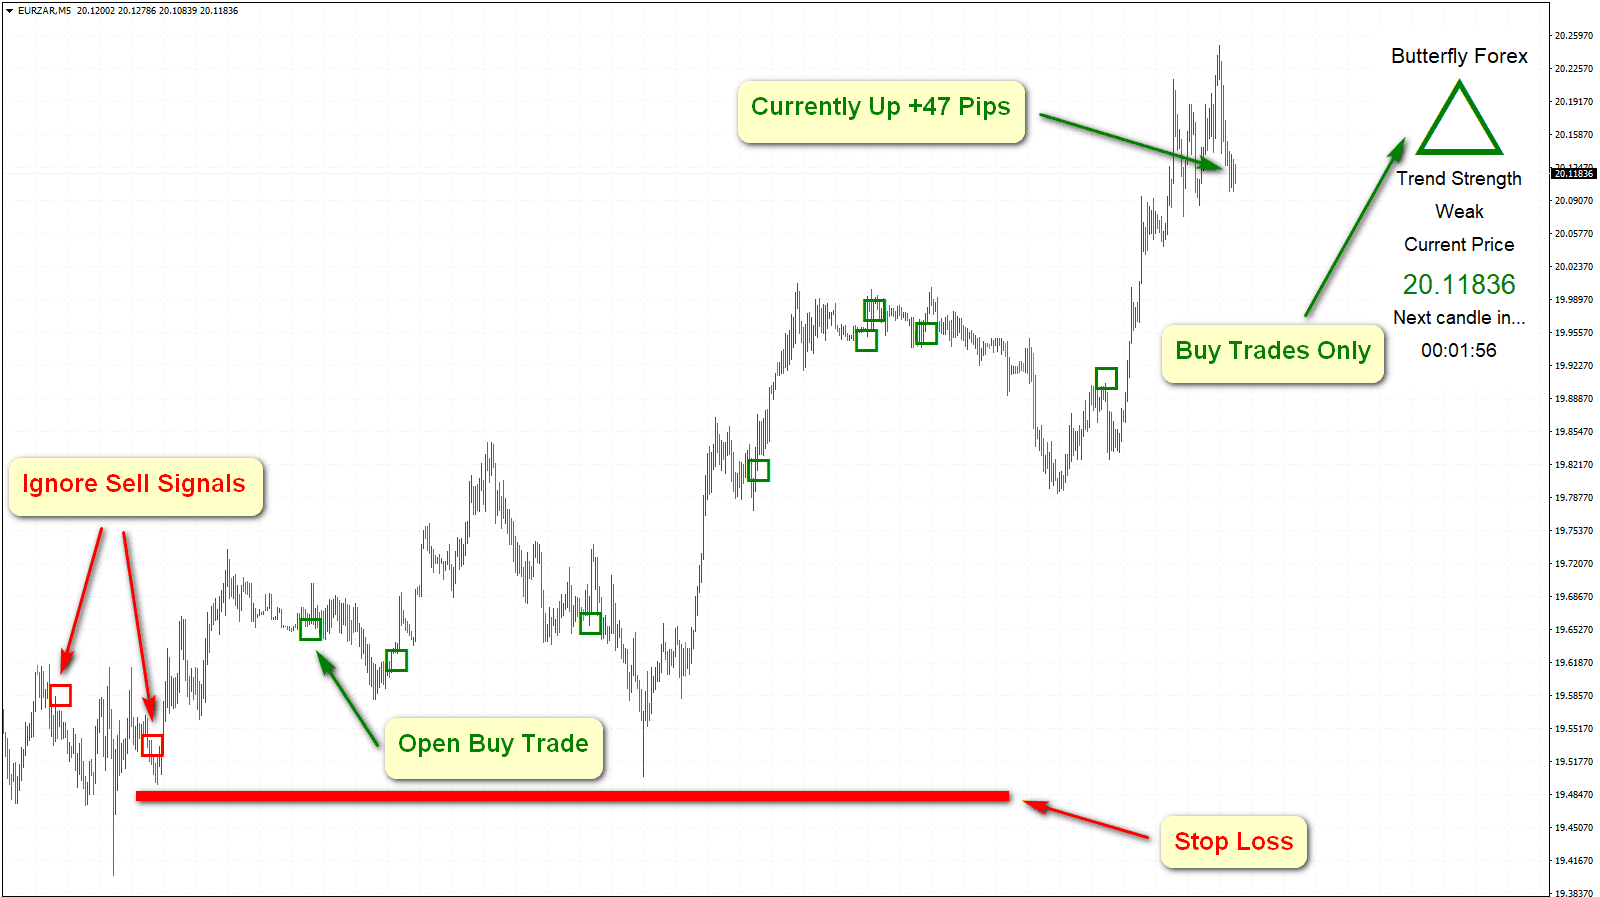 EURZAR,M5 20.12002 20.12786 20.10839 20.11836
Butterfly Forex
Currently Up +47 Pips
Trend Strength
Weak
Current Price
20.11836
Next candle in...
00:01:56
Buy Trades Only
Ignore Sell Signals
Open Buy Trade
Stop Loss
20.25970
20.22570
20.19170
20.15870
20.12470
20.11836
20.09070
20.05770
20.02370
19.98970
19.95570
19.92270
19.88870
19.85470
19.82170
19.78770
19.75370
19.72070
19.68670
19.65270
19.61870
19.58570
19.55170
19.51770
19.48470
19.45070
19.41670
19.38370